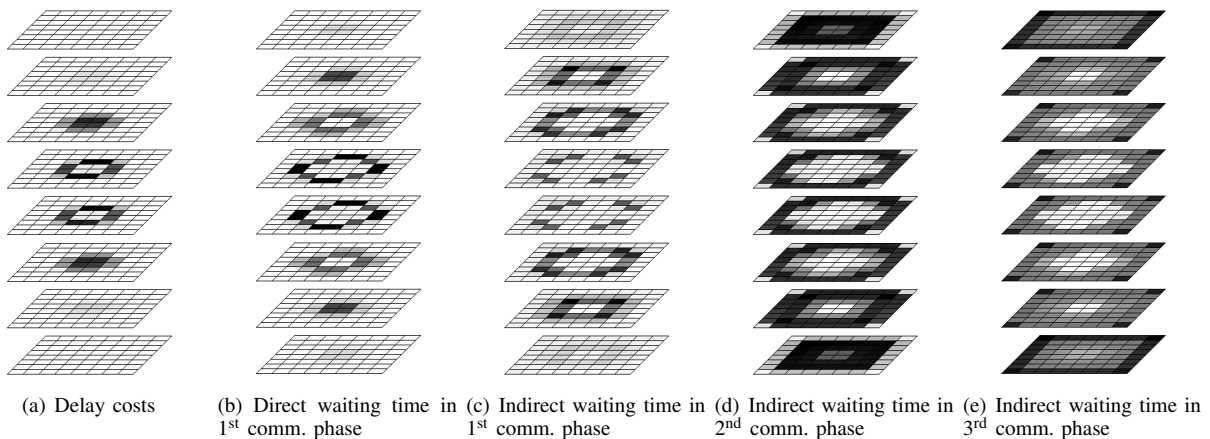 (a) Delay costs
(b) Direct waiting time in
1st comm. phase
(c) Indirect waiting time in
1st comm. phase
(d) Indirect waiting time in
2nd comm. phase
(e) Indirect waiting time in
3rd comm. phase